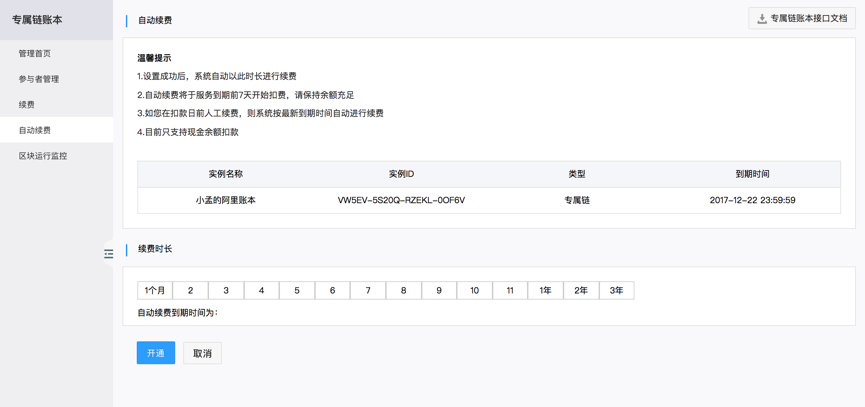 专属链账本
管理首页
参与者管理
续费
自动续费
区块运行监控
自动续费
专属链账本接口文档
温馨提示
1.设置成功后，系统自动以此时长进行续费
2.自动续费将于服务到期前7天开始扣费，请保持余额充足
3.如您在扣款日前人工续费，则系统按最新到期时间自动进行续费
4.目前只支持现金余额扣款
实例名称 实例ID 类型 到期时间
小孟的阿里账本 VW5EV-5S20Q-RZEKL-0OF6V 专属链 2017-12-22 23:59:59
续费时长
1个月 2 3 4 5 6 7 8 9 10 11 1年 2年 3年
自动续费到期时间为：
开通 取消